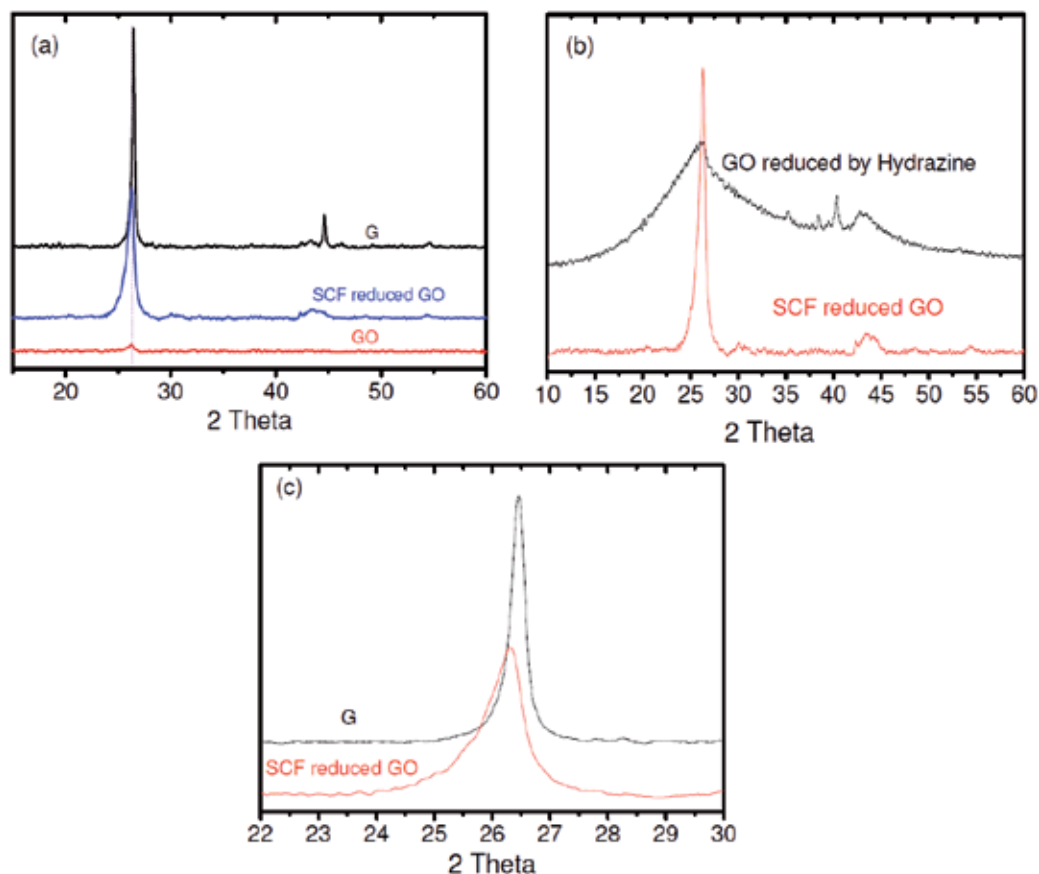 (a)
G
SCF reduced GO
GO
20 30 40 50 60
2 Theta
(b)
GO reduced by Hydrazine
SCF reduced GO
10 15 20 25 30 35 40 45 50 55 60
2 Theta
(c)
G
SCF reduced GO
22 23 24 25 26 27 28 29 30
2 Theta